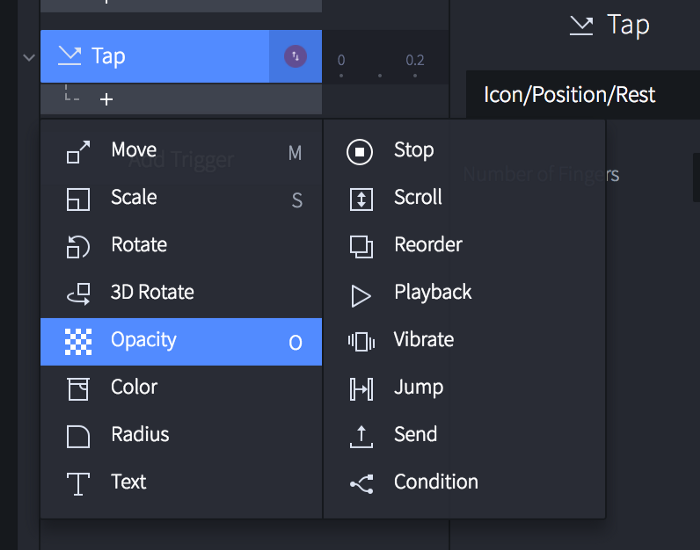 Tap
Tap
0
0.2
+
Icon/Position/Rest
Add Trigger
Number of Fingers
Move M
Scale S
Rotate
3D Rotate
Opacity O
Color
Radius
Text
Stop
Scroll
Reorder
Playback
Vibrate
Jump
Send
Condition